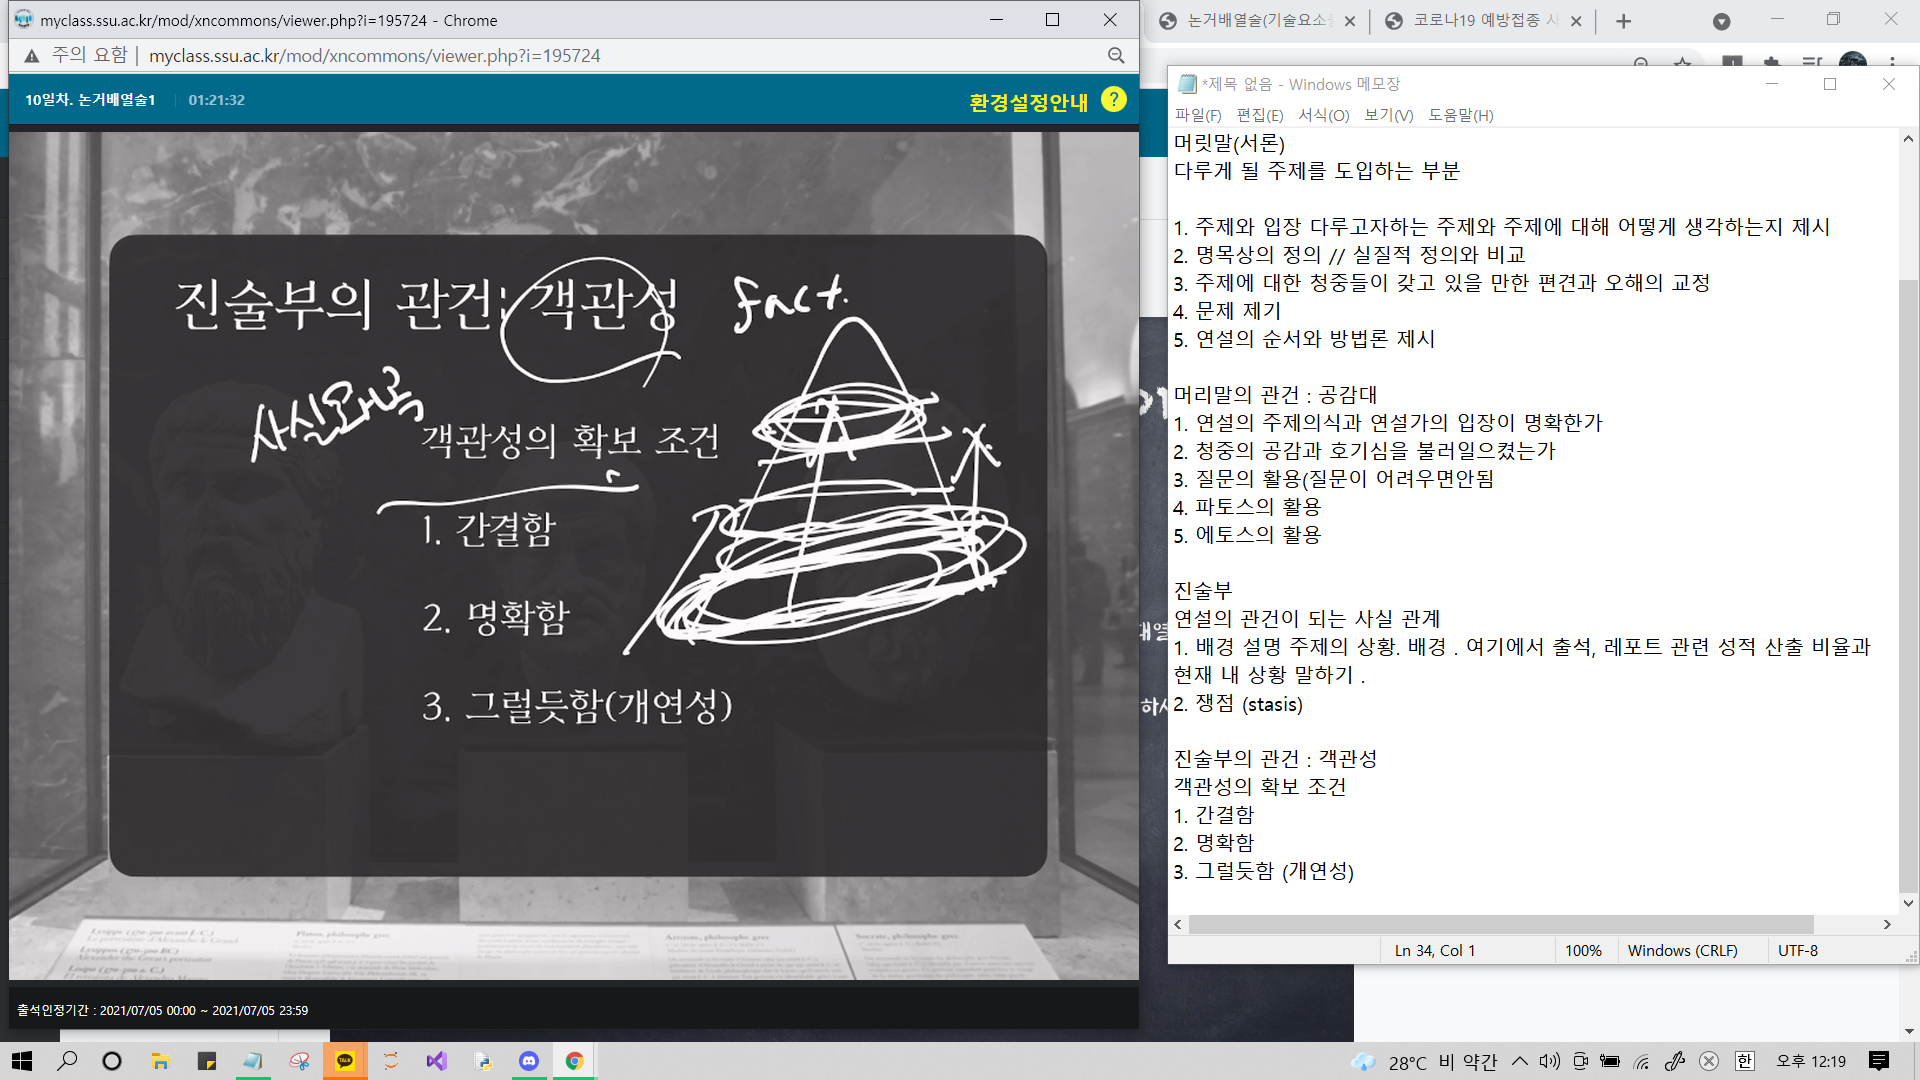 myclass.ssu.ac.kr/mod/xncommons/viewer.php?i=195724 - Chrome
주의 요함 | myclass.ssu.ac.kr/mod/xncommons/viewer.php?i=195724
10일차. 논거배열술1 01:21:32
환경설정안내 ?
진술부의 관건: 객관성
fact.
객관성의 확보 조건
1. 간결함
2. 명확함
3. 그럴듯함(개연성)
출석인정기간 : 2021/07/05 00:00 ~ 2021/07/05 23:59
논거배열술(기술요소
코로나19 예방접종 사
*제목 없음 - Windows 메모장
파일(F) 편집(E) 서식(O) 보기(V) 도움말(H)
머릿말(서론)
다루게 될 주제를 도입하는 부분
1. 주제와 입장 다루고자하는 주제와 주제에 대해 어떻게 생각하는지 제시
2. 명목상의 정의 // 실질적 정의와 비교
3. 주제에 대한 청중들이 갖고 있을 만한 편견과 오해의 교정
4. 문제 제기
5. 연설의 순서와 방법론 제시
머리말의 관건 : 공감대
1. 연설의 주제의식과 연설가의 입장이 명확한가
2. 청중의 공감과 호기심을 불러일으켰는가
3. 질문의 활용(질문이 어려우면안됨
4. 파토스의 활용
5. 에토스의 활용
진술부
연설의 관건이 되는 사실 관계
1. 배경 설명 주제의 상황. 배경 . 여기에서 출석, 레포트 관련 성적 산출 비율과
현재 내 상황 말하기 .
2. 쟁점 (stasis)
진술부의 관건 : 객관성
객관성의 확보 조건
1. 간결함
2. 명확함
3. 그럴듯함 (개연성)
Ln 34, Col 1 100% Windows (CRLF) UTF-8
TALK
28°C 비 약간 한 오후 12:19